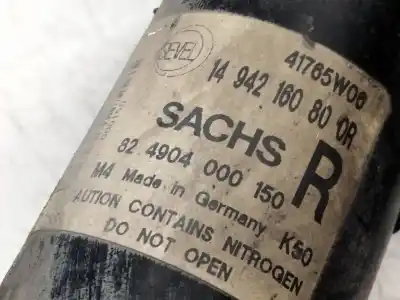 SEVEL
41765W06
14 942 160 80 0R
SACHS
R
82 4904 000 150
M4 Made in Germany K50
AUTION CONTAINS NITROGEN
DO NOT OPEN